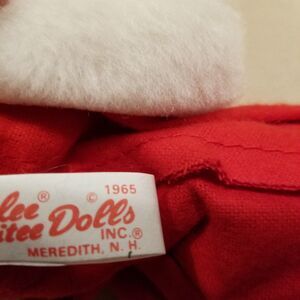 © 1965
lee®
itee Dolls
INC.®
MEREDITH, N. H.